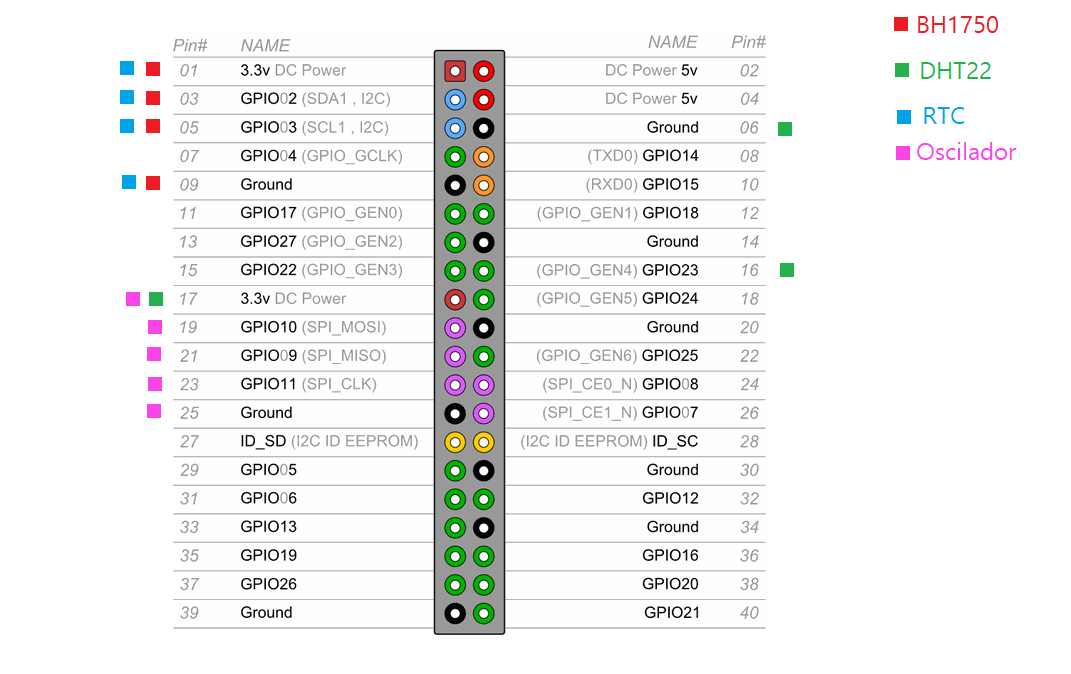 Pin# NAME NAME Pin#
01 3.3v DC Power DC Power 5v 02
03 GPIO02 (SDA1 , I2C) DC Power 5v 04
05 GPIO03 (SCL1 , I2C) Ground 06
07 GPIO04 (GPIO_GCLK) (TXD0) GPIO14 08
09 Ground (RXD0) GPIO15 10
11 GPIO17 (GPIO_GEN0) (GPIO_GEN1) GPIO18 12
13 GPIO27 (GPIO_GEN2) Ground 14
15 GPIO22 (GPIO_GEN3) (GPIO_GEN4) GPIO23 16
17 3.3v DC Power (GPIO_GEN5) GPIO24 18
19 GPIO10 (SPI_MOSI) Ground 20
21 GPIO09 (SPI_MISO) (GPIO_GEN6) GPIO25 22
23 GPIO11 (SPI_CLK) (SPI_CE0_N) GPIO08 24
25 Ground (SPI_CE1_N) GPIO07 26
27 ID_SD (I2C ID EEPROM) (I2C ID EEPROM) ID_SC 28
29 GPIO05 Ground 30
31 GPIO06 GPIO12 32
33 GPIO13 Ground 34
35 GPIO19 GPIO16 36
37 GPIO26 GPIO20 38
39 Ground GPIO21 40
BH1750
DHT22
RTC
Oscilador